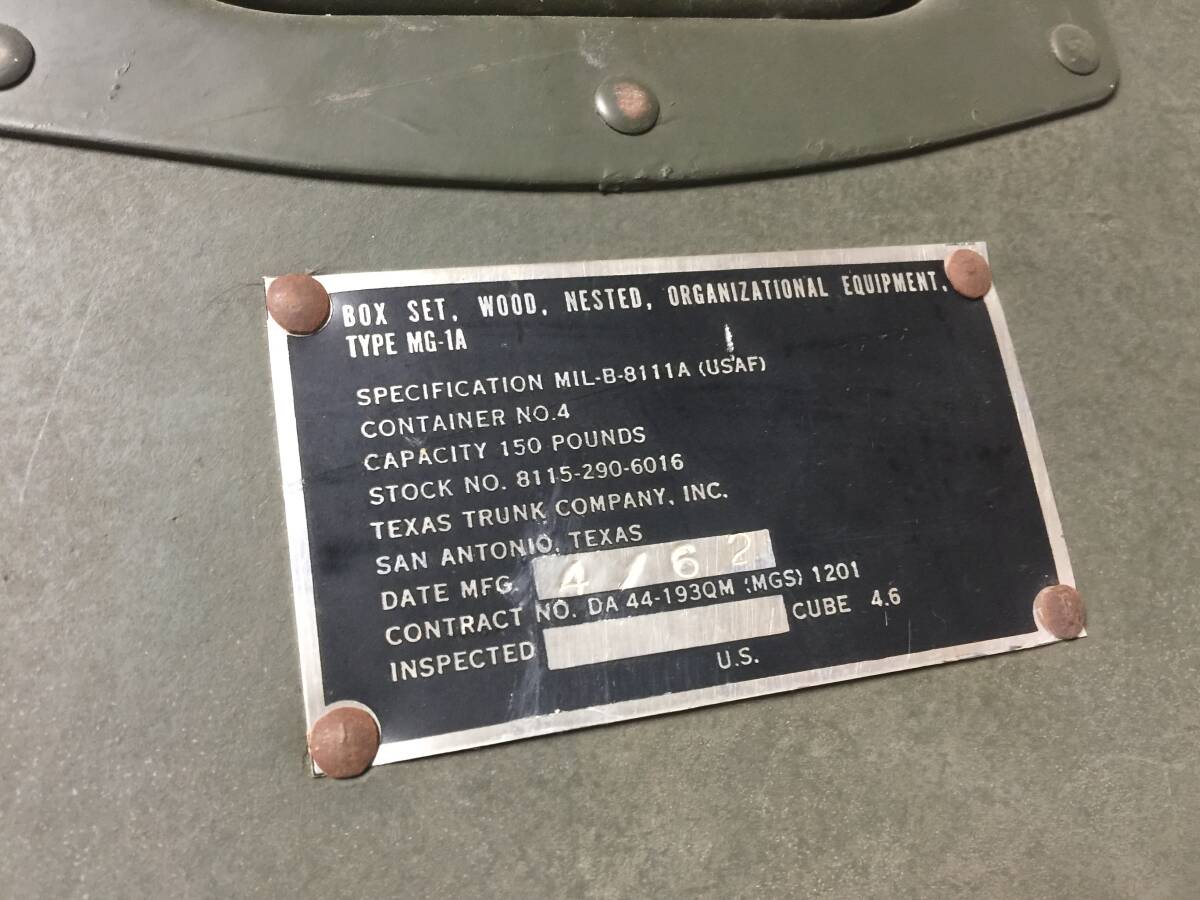 BOX SET, WOOD, NESTED, ORGANIZATIONAL EQUIPMENT,
TYPE MG-1A
SPECIFICATION MIL-B-8111A (USAF)
CONTAINER NO.4
CAPACITY 150 POUNDS
STOCK NO. 8115-290-6016
TEXAS TRUNK COMPANY, INC.
SAN ANTONIO, TEXAS
DATE MFG. 4/62
CONTRACT NO. DA 44-193QM (MGS) 1201
INSPECTED CUBE 4.6
U.S.